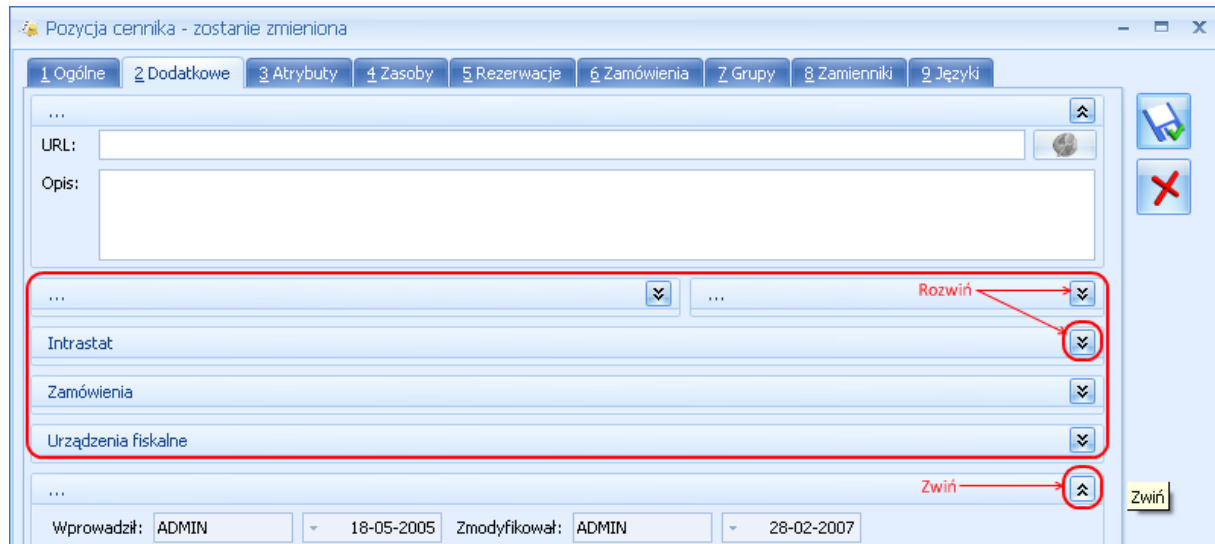 Pozycja cennika - zostanie zmieniona
1 Ogólne 2 Dodatkowe 3 Atrybuty 4 Zasoby 5 Rezerwacje 6 Zamówienia 7 Grupy 8 Zamienniki 9 Języki
...
URL:
Opis:
... ... Rozwiń
Intrastat
Zamówienia
Urządzenia fiskalne
... Zwiń
Zwiń
Wprowadził: ADMIN 18-05-2005 Zmodyfikował: ADMIN 28-02-2007